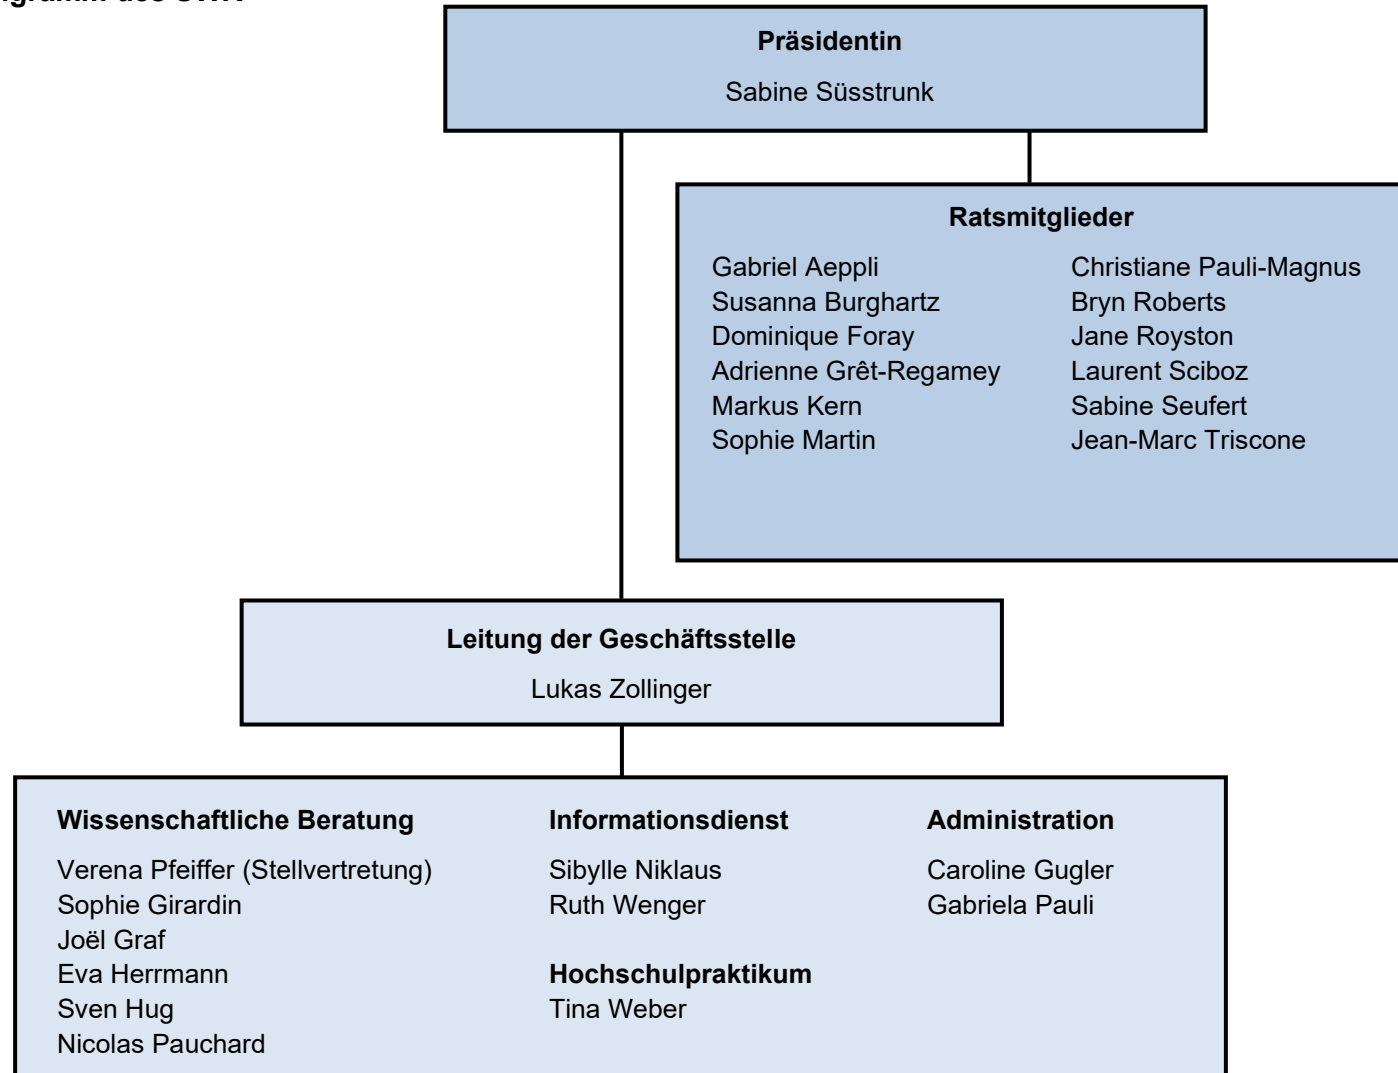 Präsidentin
Sabine Süsstrunk
Ratsmitglieder
Gabriel Aeppli
Susanna Burghartz
Dominique Foray
Adrienne Grêt-Regamey
Markus Kern
Sophie Martin
Christiane Pauli-Magnus
Bryn Roberts
Jane Royston
Laurent Sciboz
Sabine Seufert
Jean-Marc Triscone
Leitung der Geschäftsstelle
Lukas Zollinger
Wissenschaftliche Beratung
Verena Pfeiffer (Stellvertretung)
Sophie Girardin
Joël Graf
Eva Herrmann
Sven Hug
Nicolas Pauchard
Informationsdienst
Sibylle Niklaus
Ruth Wenger
Hochschulpraktikum
Tina Weber
Administration
Caroline Gugler
Gabriela Pauli